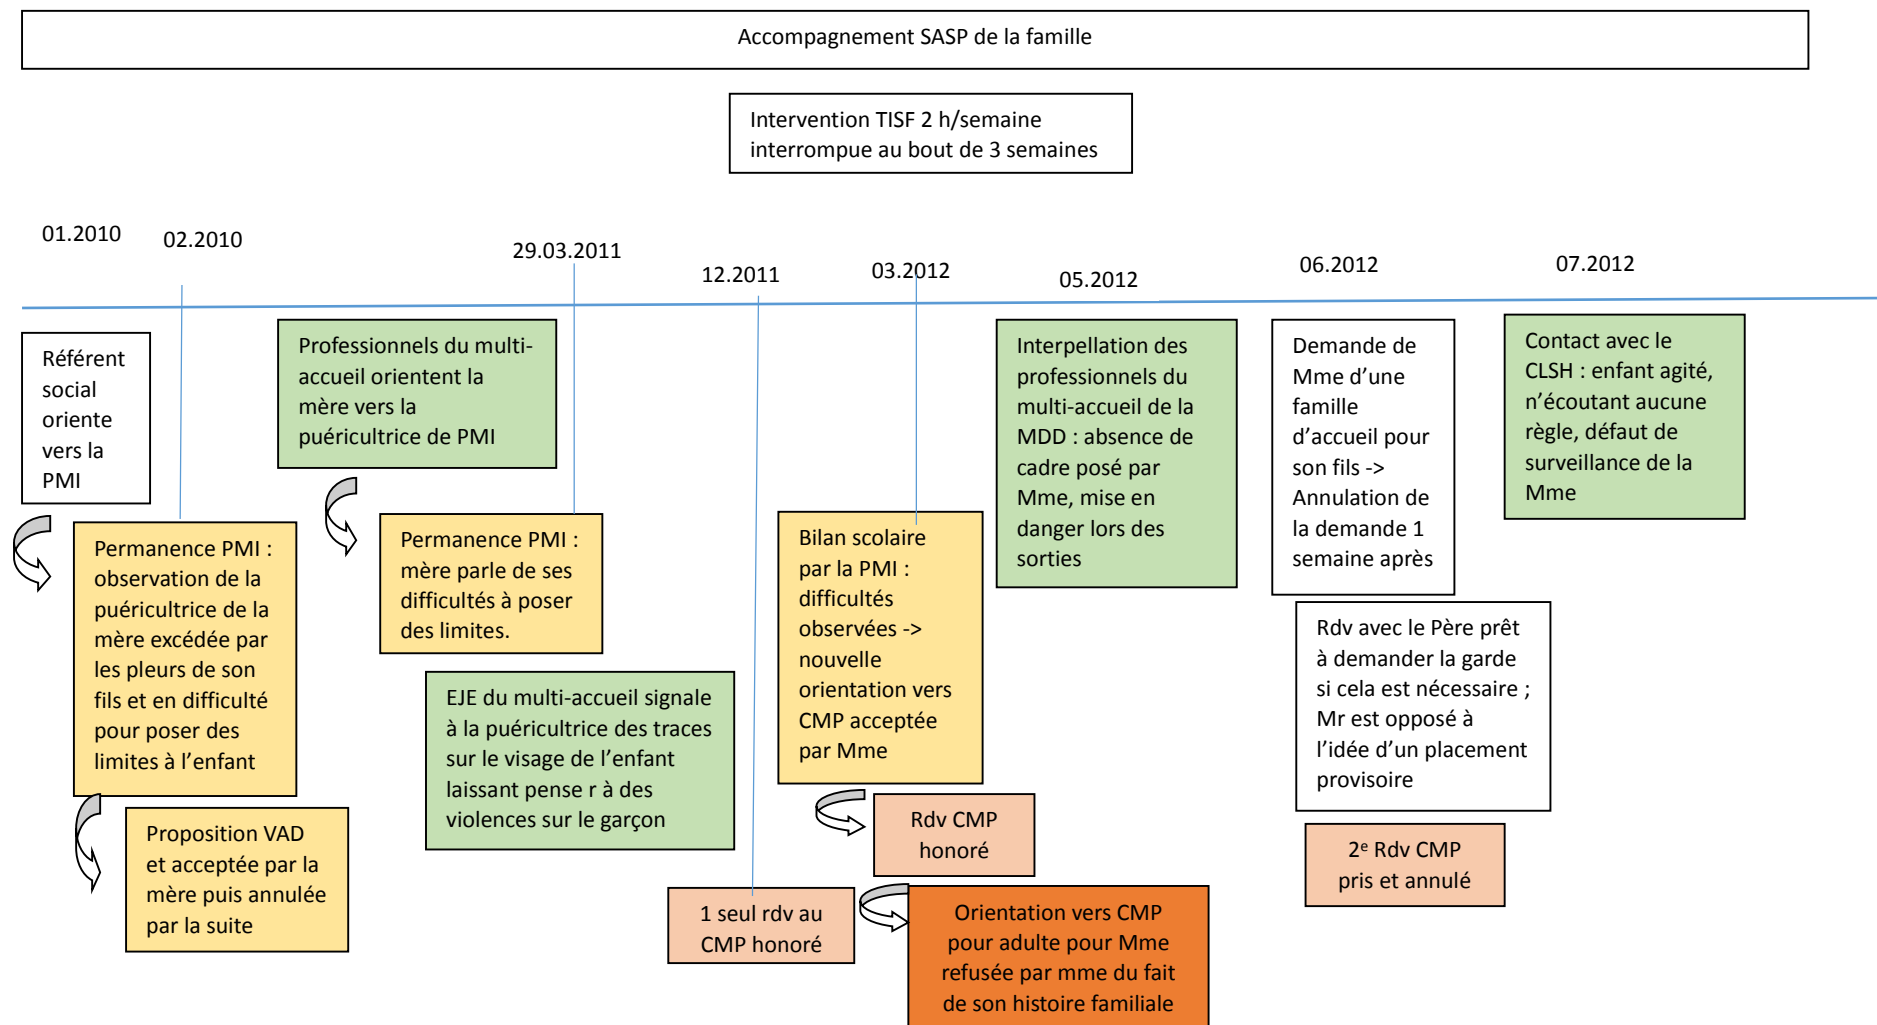 Accompagnement SASP de la famille
Intervention TISF 2 h/semaine
interrompue au bout de 3 semaines
01.2010
02.2010
29.03.2011
12.2011
03.2012
05.2012
06.2012
07.2012
Référent
social
oriente
vers la
PMI
Permanence PMI :
observation de la
puéricultrice de la
mère excédée par
les pleurs de son
fils et en difficulté
pour poser des
limites à l’enfant
Proposition VAD
et acceptée par la
mère puis annulée
par la suite
Professionnels du multi-
accueil orientent la
mère vers la
puéricultrice de PMI
Permanence PMI :
mère parle de ses
difficultés à poser
des limites.
EJE du multi-accueil signale
à la puéricultrice des traces
sur le visage de l’enfant
laissant pense r à des
violences sur le garçon
1 seul rdv au
CMP honoré
Bilan scolaire
par la PMI :
difficultés
observées ->
nouvelle
orientation vers
CMP acceptée
par Mme
Rdv CMP
honoré
Orientation vers CMP
pour adulte pour Mme
refusée par mme du fait
de son histoire familiale
Interpellation des
professionnels du
multi-accueil de la
MDD : absence de
cadre posé par
Mme, mise en
danger lors des
sorties
Demande de
Mme d’une
famille
d’accueil pour
son fils ->
Annulation de
la demande 1
semaine après
Rdv avec le Père prêt
à demander la garde
si cela est nécessaire ;
Mr est opposé à
l’idée d’un placement
provisoire
2e Rdv CMP
pris et annulé
Contact avec le
CLSH : enfant agité,
n’écoutant aucune
règle, défaut de
surveillance de la
Mme